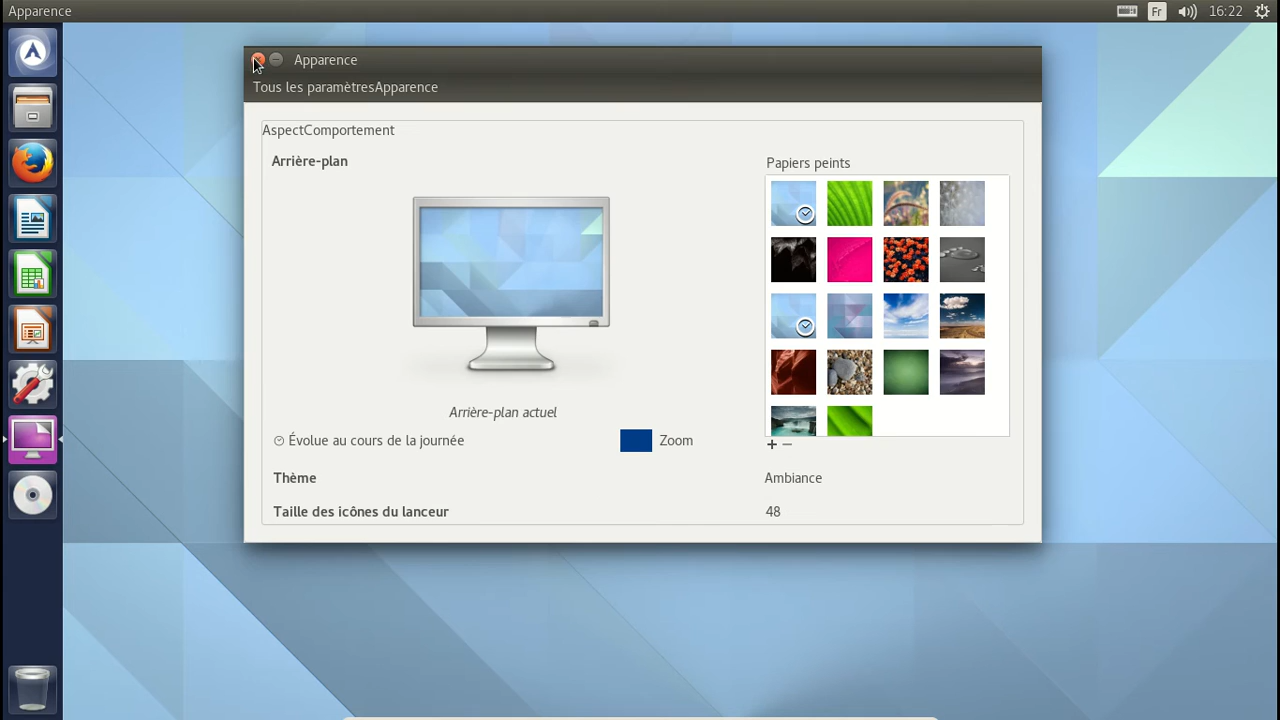 Apparence
Fr
16:22
Apparence
Tous les paramètresApparence
AspectComportement
Arrière-plan
Papiers peints
Arrière-plan actuel
Évolue au cours de la journée
Zoom
Thème
Ambiance
Taille des icônes du lanceur
48